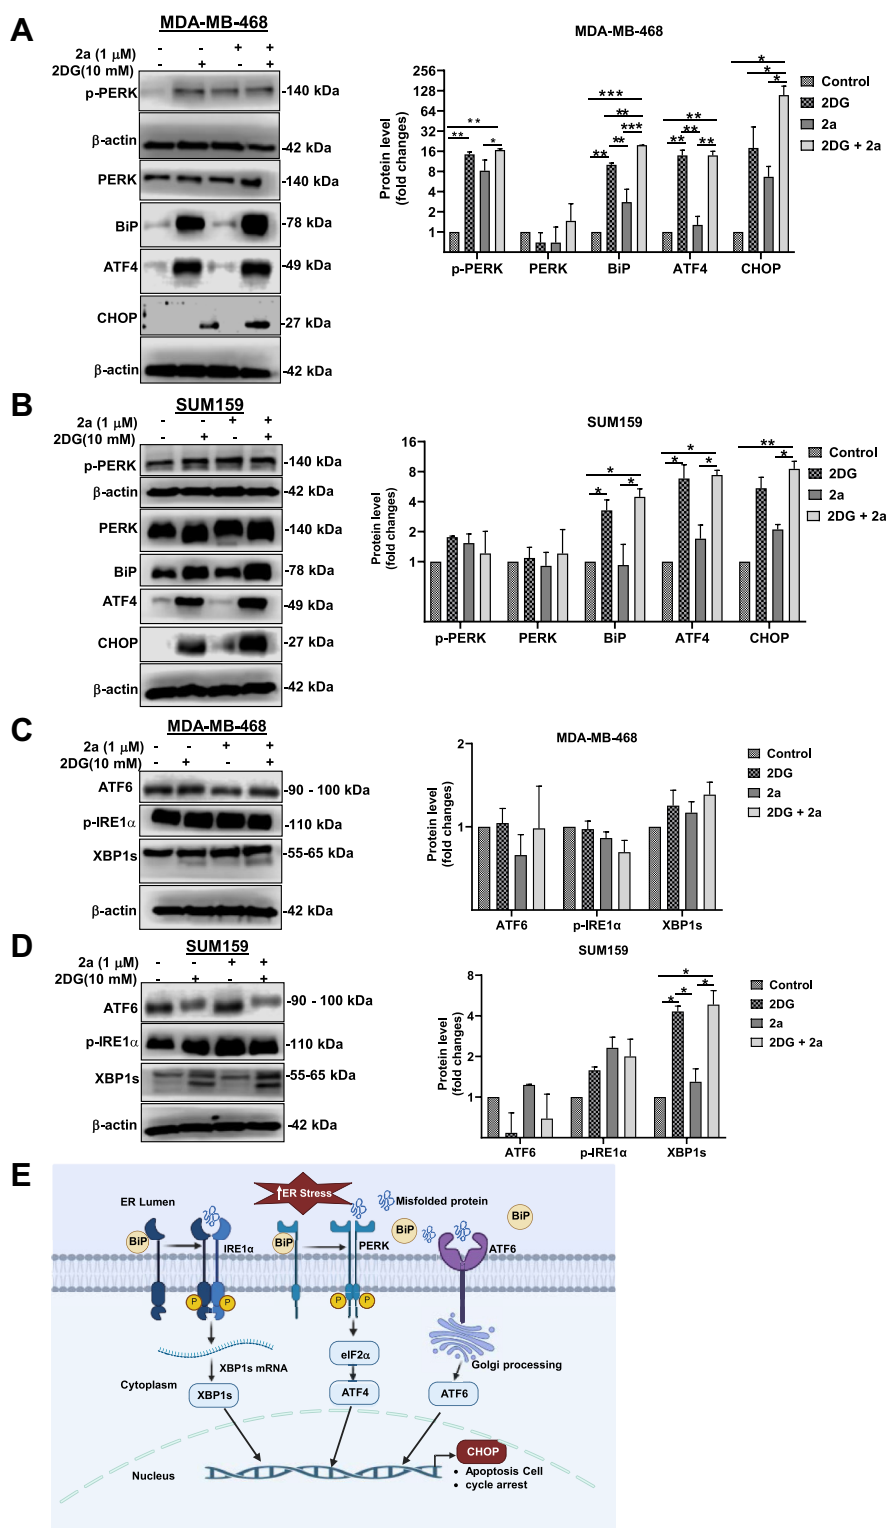 A
MDA-MB-468
2a (1 μM) - - + +
2DG(10 mM) - + - +
p-PERK -140 kDa
β-actin -42 kDa
PERK -140 kDa
BiP -78 kDa
ATF4 -49 kDa
CHOP -27 kDa
β-actin -42 kDa
MDA-MB-468
Protein level
(fold changes)
256
128
64
32
16
8
4
2
1
** ** *
*** ** *** ** **
** ** ** **
* * *
p-PERK PERK BiP ATF4 CHOP
Control
2DG
2a
2DG + 2a
B
SUM159
2a (1 μM) - - + +
2DG(10 mM) - + - +
p-PERK -140 kDa
β-actin -42 kDa
PERK -140 kDa
BiP -78 kDa
ATF4 -49 kDa
CHOP -27 kDa
β-actin -42 kDa
SUM159
Protein level
(fold changes)
16
8
4
2
1
* * *
* * *
** *
p-PERK PERK BiP ATF4 CHOP
Control
2DG
2a
2DG + 2a
C
MDA-MB-468
2a (1 μM) - - + +
2DG(10 mM) - + - +
ATF6 -90 - 100 kDa
p-IRE1α -110 kDa
XBP1s -55-65 kDa
β-actin -42 kDa
MDA-MB-468
Protein level
(fold changes)
2
1
0
ATF6 p-IRE1α XBP1s
Control
2DG
2a
2DG + 2a
D
SUM159
2a (1 μM) - - + +
2DG(10 mM) - + - +
ATF6 -90 - 100 kDa
p-IRE1α -110 kDa
XBP1s -55-65 kDa
β-actin -42 kDa
SUM159
Protein level
(fold changes)
8
4
2
1
* * * *
ATF6 p-IRE1α XBP1s
Control
2DG
2a
2DG + 2a
E
↑ER Stress
ER Lumen
Misfolded protein
BiP
BiP
BiP
BiP
IRE1α
PERK
ATF6
P P
P P
XBP1s mRNA
eIF2α
Golgi processing
Cytoplasm
XBP1s
ATF4
ATF6
Nucleus
CHOP
• Apoptosis Cell
• cycle arrest